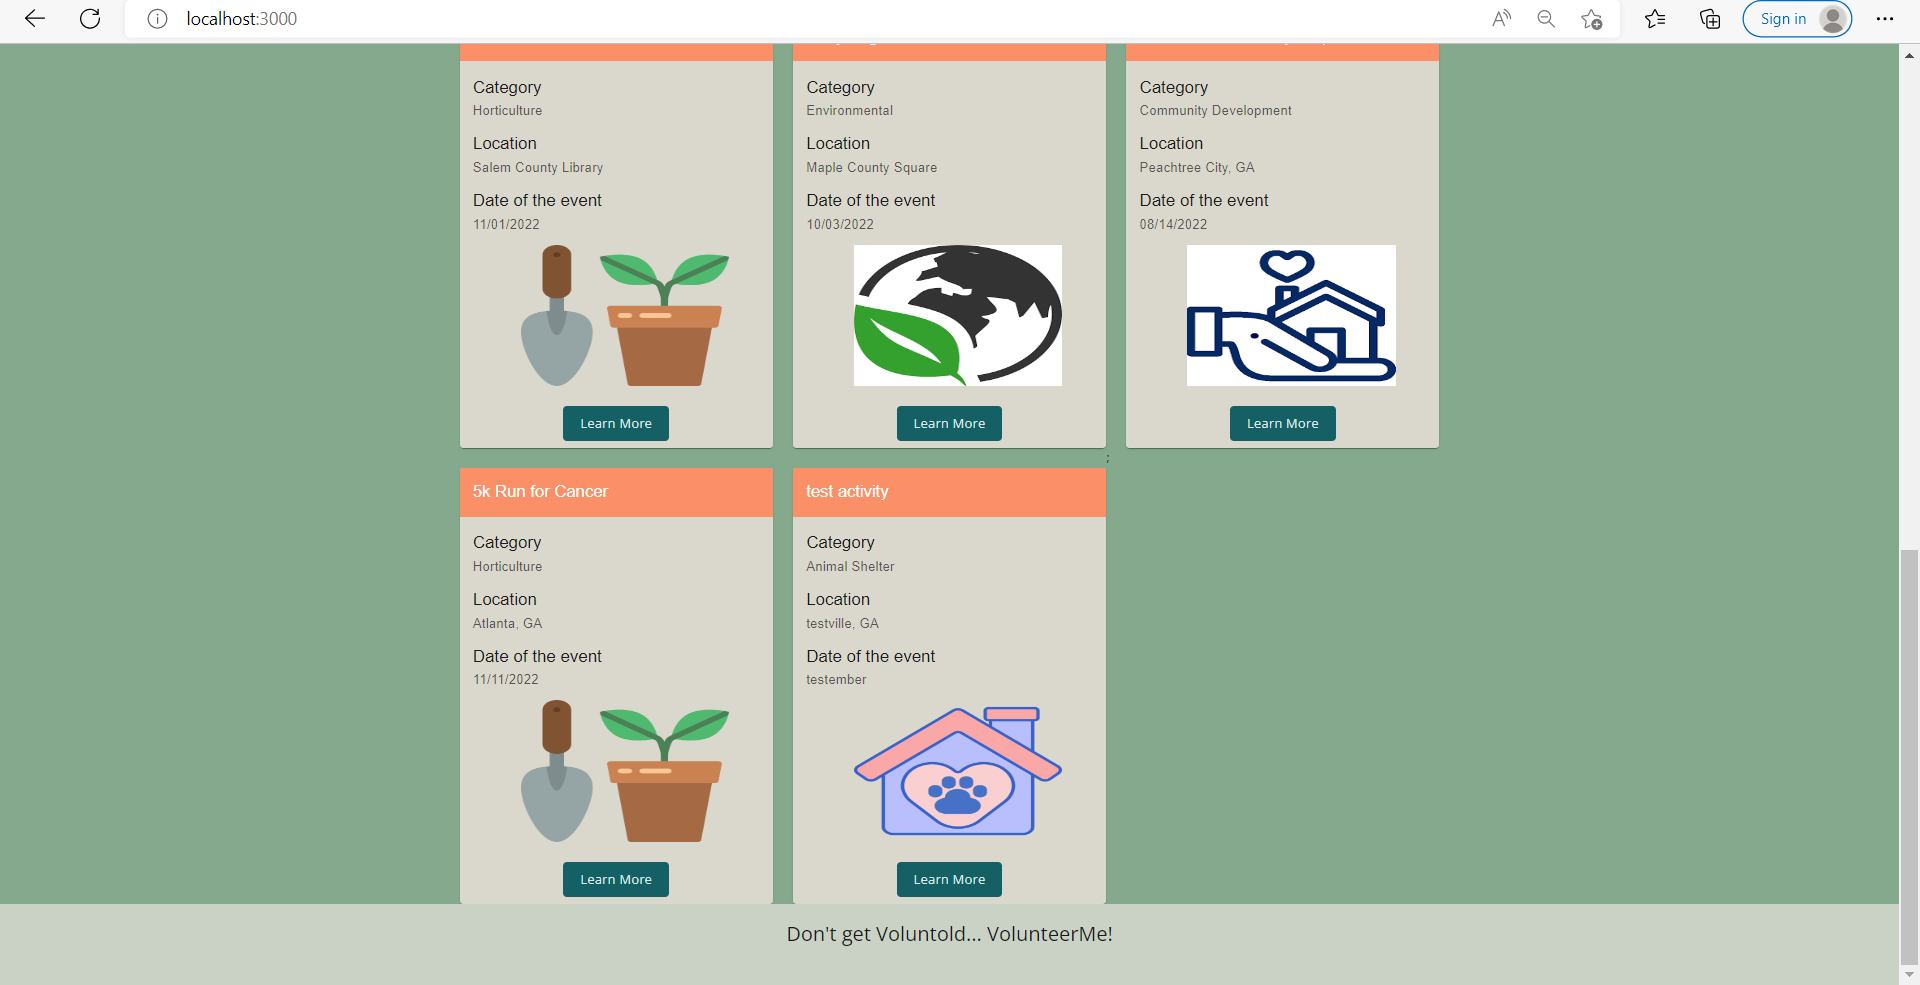 localhost:3000
Sign in
Category
Horticulture
Location
Salem County Library
Date of the event
11/01/2022
Learn More
Category
Environmental
Location
Maple County Square
Date of the event
10/03/2022
Learn More
Category
Community Development
Location
Peachtree City, GA
Date of the event
08/14/2022
Learn More
;
5k Run for Cancer
Category
Horticulture
Location
Atlanta, GA
Date of the event
11/11/2022
Learn More
test activity
Category
Animal Shelter
Location
testville, GA
Date of the event
testember
Learn More
Don't get Voluntold... VolunteerMe!